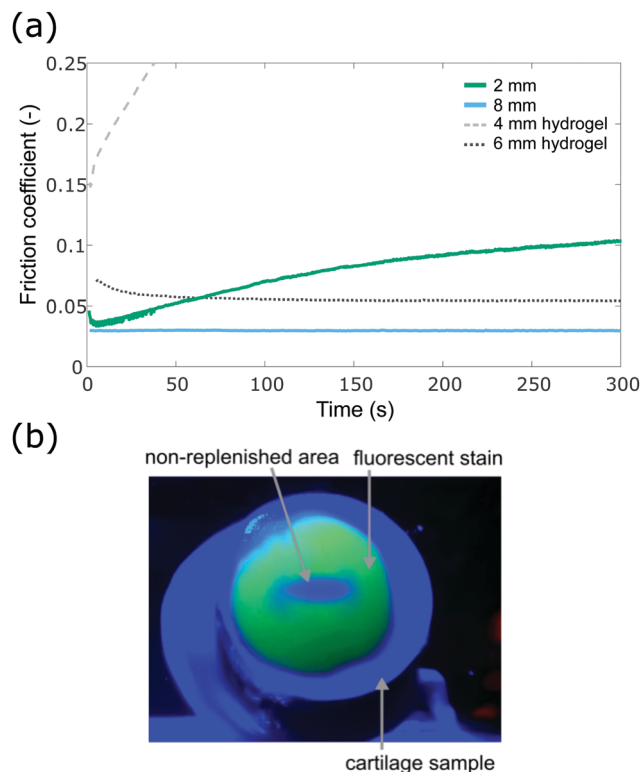 (a)
0.25
0.2
0.15
0.1
0.05
0
Friction coefficient (-)
2 mm
8 mm
4 mm hydrogel
6 mm hydrogel
0
50
100
150
200
250
300
Time (s)
(b)
non-replenished area
fluorescent stain
cartilage sample